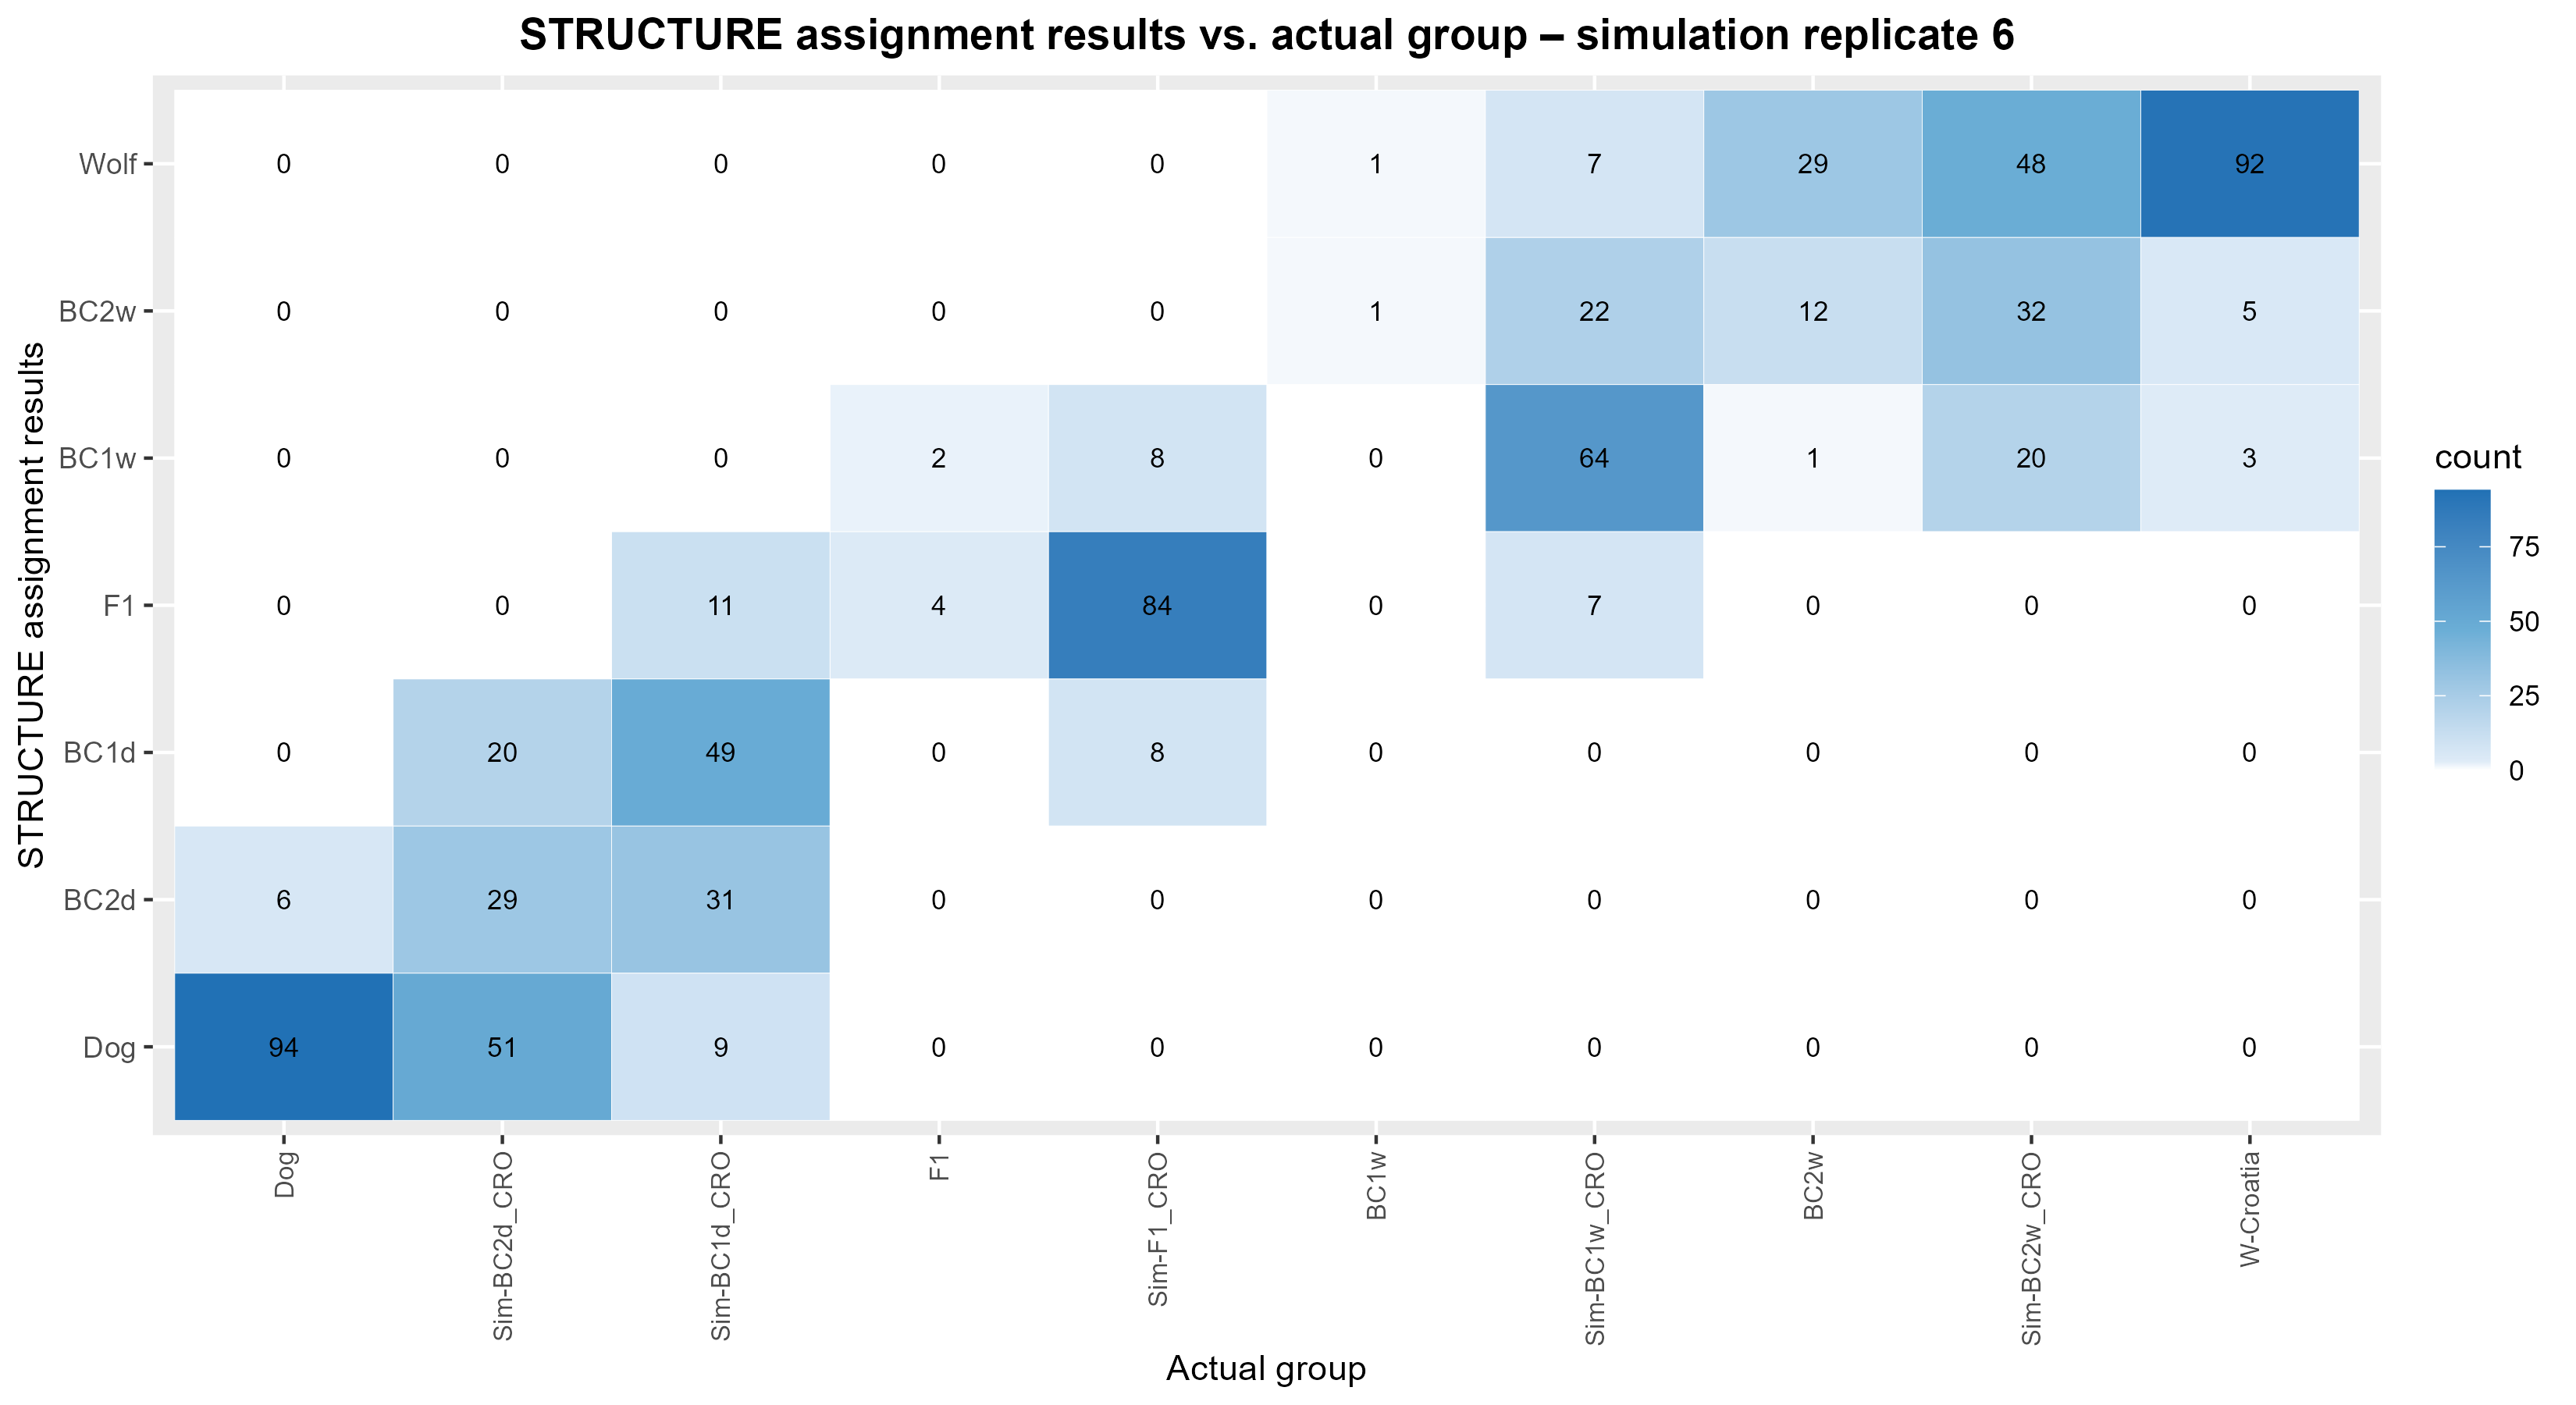 STRUCTURE assignment results vs. actual group – simulation replicate 6
STRUCTURE assignment results
Wolf 0 0 0 0 0 1 7 29 48 92
BC2w 0 0 0 0 0 1 22 12 32 5
BC1w 0 0 0 2 8 0 64 1 20 3
F1 0 0 11 4 84 0 7 0 0 0
BC1d 0 20 49 0 8 0 0 0 0 0
BC2d 6 29 31 0 0 0 0 0 0 0
Dog 94 51 9 0 0 0 0 0 0 0
Dog
Sim-BC2d_CRO
Sim-BC1d_CRO
F1
Sim-F1_CRO
BC1w
Sim-BC1w_CRO
BC2w
Sim-BC2w_CRO
W-Croatia
Actual group
count
75
50
25
0